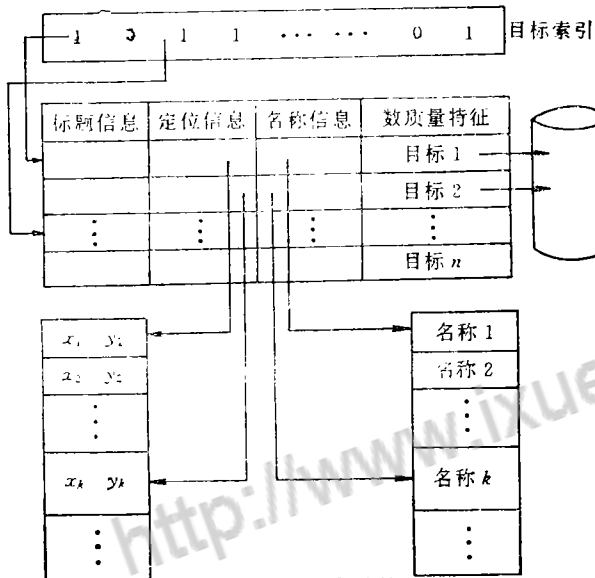 1 0 1 1 … … 0 1 目标索引
标题信息 定位信息 名称信息 数质量特征
目标 1
目标 2
⋮ ⋮ ⋮ ⋮
目标 n
x₁ y₁ 名称 1
x₂ y₂ 名称 2
⋮ ⋮
xₖ yₖ 名称 k
⋮ ⋮
http://www.ixue